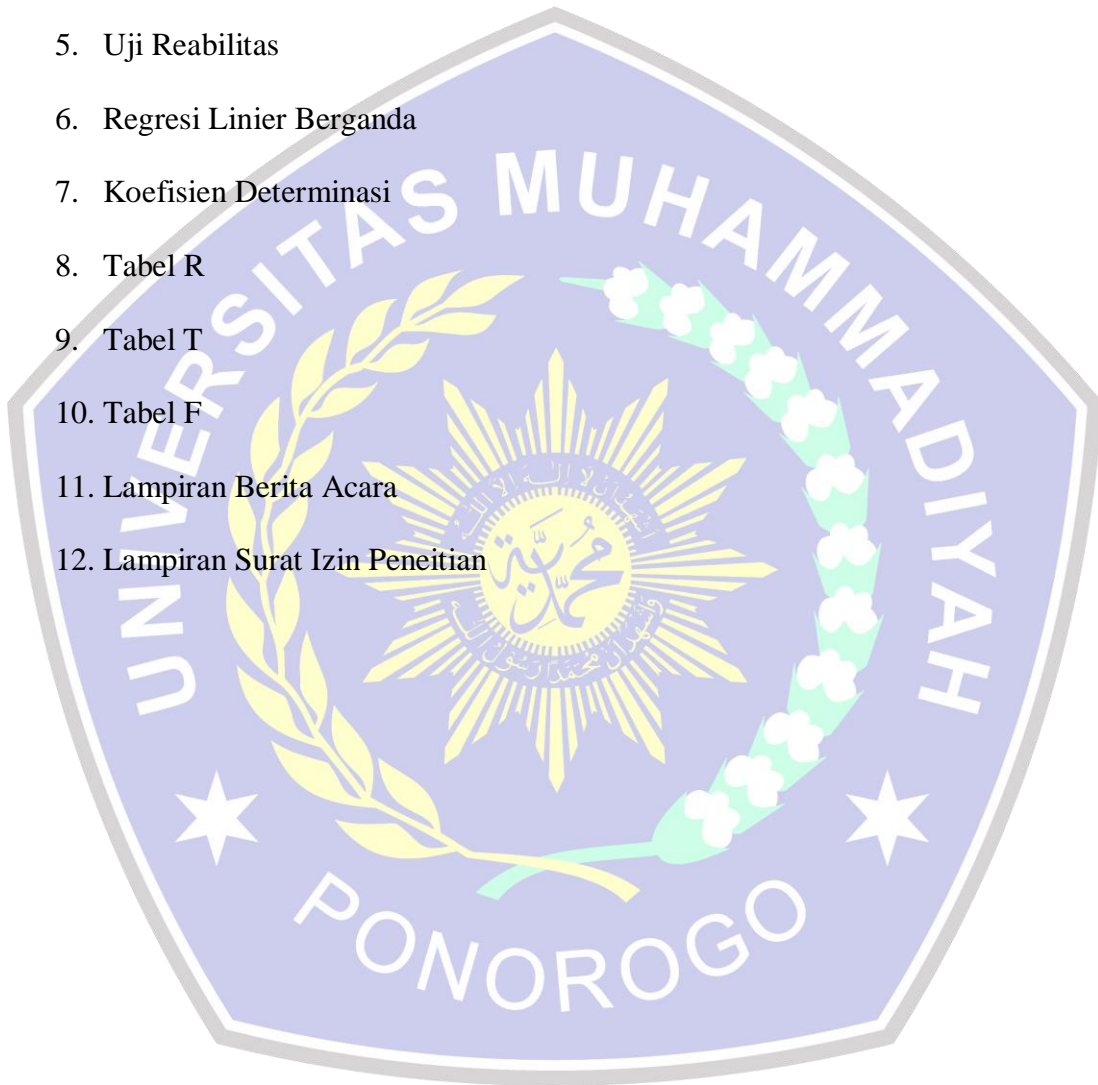 5. Uji Reabilitas
6. Regresi Linier Berganda
7. Koefisien Determinasi
8. Tabel R
9. Tabel T
10. Tabel F
11. Lampiran Berita Acara
12. Lampiran Surat Izin Peneitian
UNIVERSITAS MUHAMMADIYAH
PONOROGO
محمدية